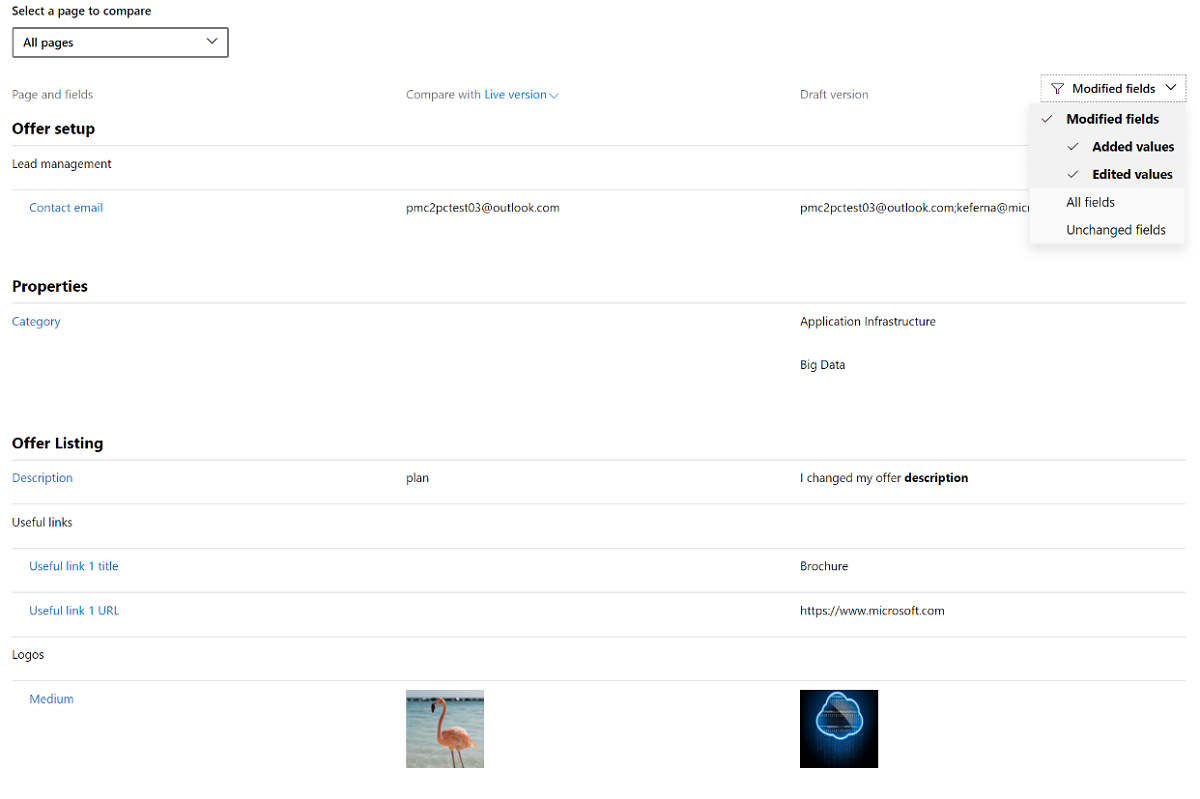 Select a page to compare
All pages
Page and fields
Compare with Live version
Draft version
Modified fields
Modified fields
Added values
Edited values
All fields
Unchanged fields
Offer setup
Lead management
Contact email
pmc2pctest03@outlook.com
pmc2pctest03@outlook.com;keferna@micr
Properties
Category
Application Infrastructure
Big Data
Offer Listing
Description
plan
I changed my offer description
Useful links
Useful link 1 title
Brochure
Useful link 1 URL
https://www.microsoft.com
Logos
Medium